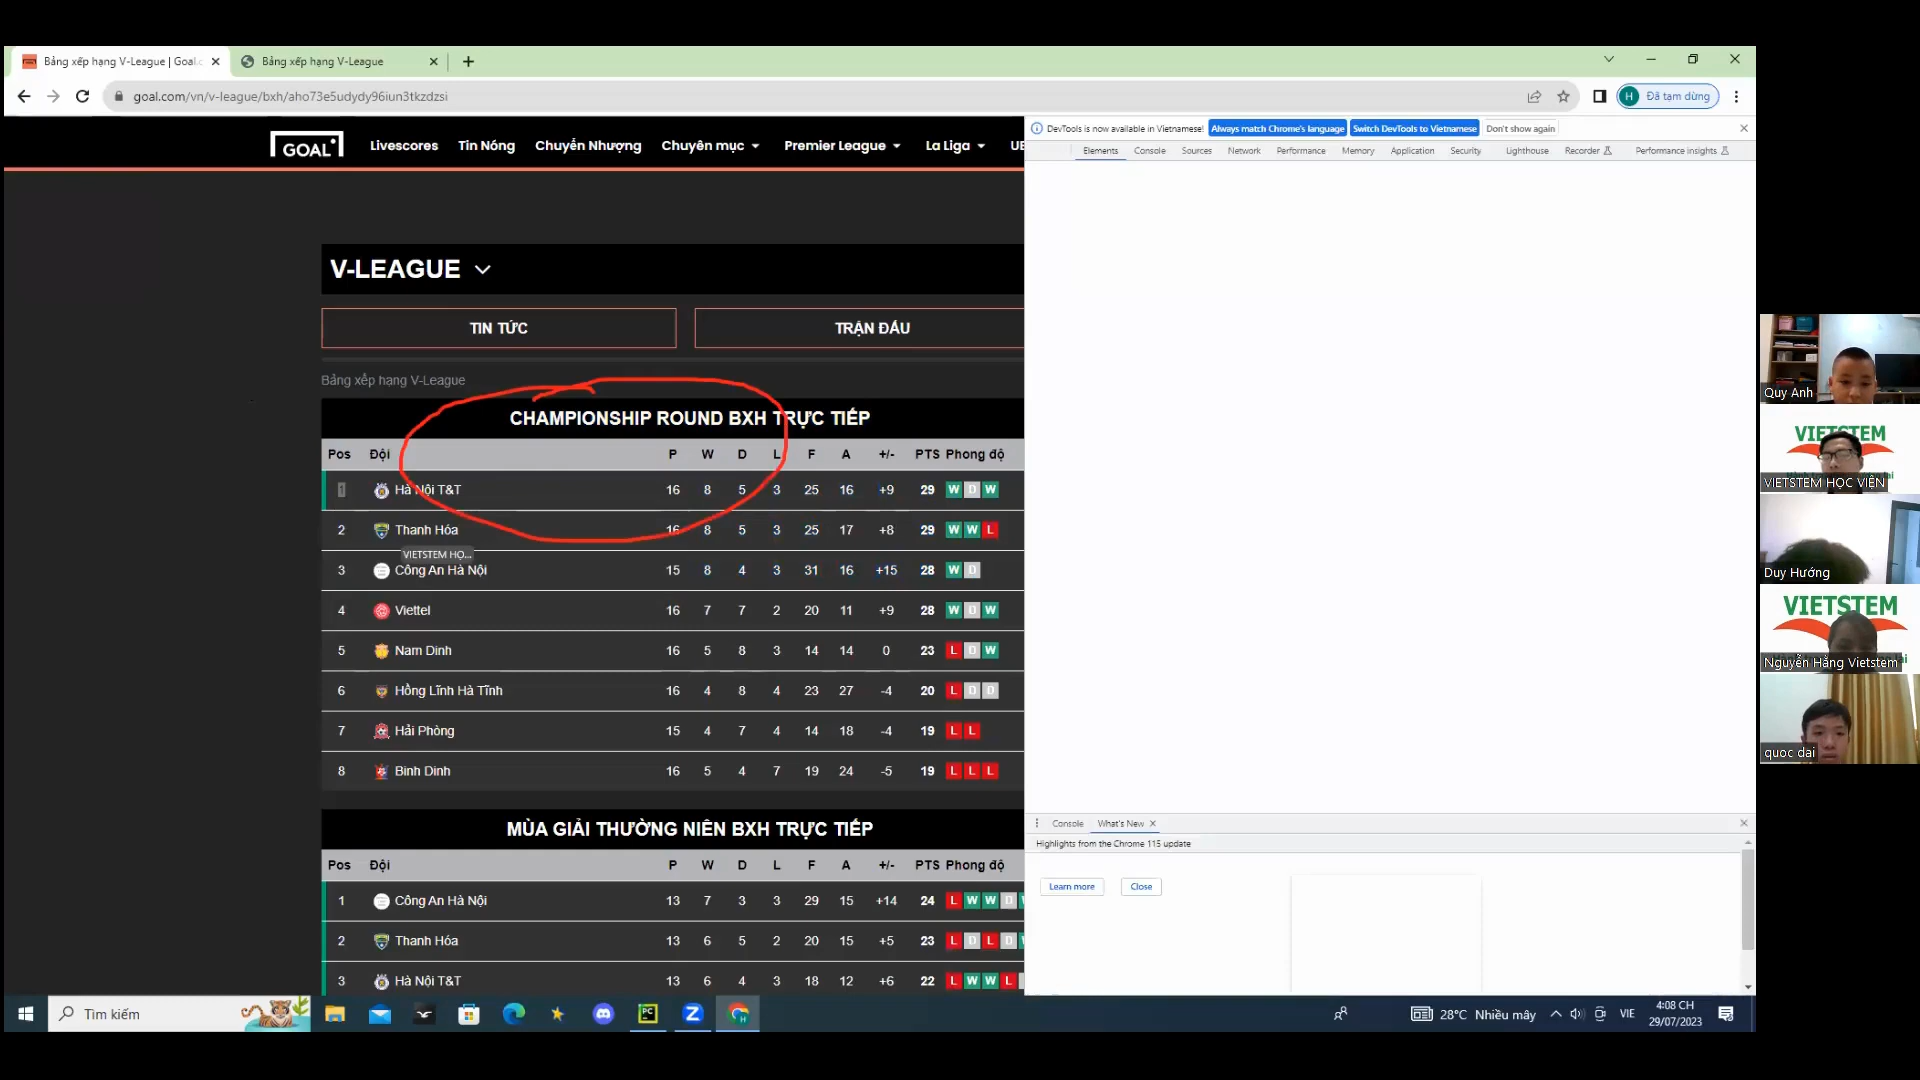 Bảng xếp hạng V-League | Goal.c
Bảng xếp hạng V-League
goal.com/vn/v-league/bxh/aho73e5udydy96iun3tkzdzsi
H Đã tạm dừng
GOAL
Livescores Tin Nóng Chuyển Nhượng Chuyên mục Premier League La Liga UE
DevTools is now available in Vietnamese! Always match Chrome's language Switch DevTools to Vietnamese Don't show again
Elements Console Sources Network Performance Memory Application Security Lighthouse Recorder Performance insights
V-LEAGUE
TIN TỨC TRẬN ĐẤU
Bảng xếp hạng V-League
CHAMPIONSHIP ROUND BXH TRỰC TIẾP
Pos Đội P W D L F A +/- PTS Phong độ
1 Hà Nội T&T 16 8 5 3 25 16 +9 29 W D W
2 Thanh Hóa 16 8 5 3 25 17 +8 29 W W L
VIETSTEM HỌ...
3 Công An Hà Nội 15 8 4 3 31 16 +15 28 W D
4 Viettel 16 7 7 2 20 11 +9 28 W D W
5 Nam Dinh 16 5 8 3 14 14 0 23 L D W
6 Hồng Lĩnh Hà Tĩnh 16 4 8 4 23 27 -4 20 L D D
7 Hải Phòng 15 4 7 4 14 18 -4 19 L L
8 Binh Dinh 16 5 4 7 19 24 -5 19 L L L
MÙA GIẢI THƯỜNG NIÊN BXH TRỰC TIẾP
Pos Đội P W D L F A +/- PTS Phong độ
1 Công An Hà Nội 13 7 3 3 29 15 +14 24 L W W D
2 Thanh Hóa 13 6 5 2 20 15 +5 23 L D L D
3 Hà Nội T&T 13 6 4 3 18 12 +6 22 L W W L
Console What's New
Highlights from the Chrome 115 update
Learn more Close
Quy Anh
VIETSTEM
VIETSTEM HỌC VIỆN
Duy Hướng
VIETSTEM
Nguyễn Hằng Vietstem
quoc dai
Tìm kiếm
28°C Nhiều mây
VIE
4:08 CH
29/07/2023